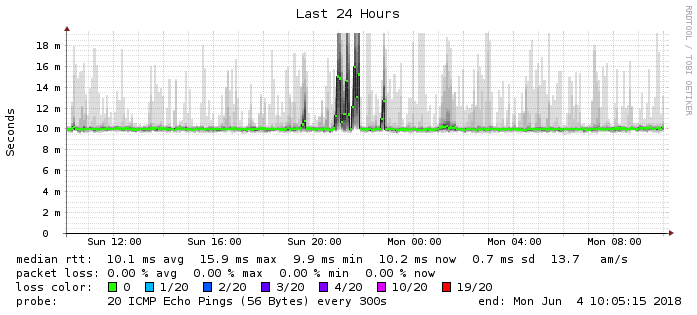 Last 24 Hours
RRDTOOL / TOBI OETIKER
Seconds
18 m
16 m
14 m
12 m
10 m
8 m
6 m
4 m
2 m
0
Sun 12:00 Sun 16:00 Sun 20:00 Mon 00:00 Mon 04:00 Mon 08:00
median rtt: 10.1 ms avg 15.9 ms max 9.9 ms min 10.2 ms now 0.7 ms sd 13.7 am/s
packet loss: 0.00 % avg 0.00 % max 0.00 % min 0.00 % now
loss color: 0 1/20 2/20 3/20 4/20 10/20 19/20
probe: 20 ICMP Echo Pings (56 Bytes) every 300s end: Mon Jun 4 10:05:15 2018